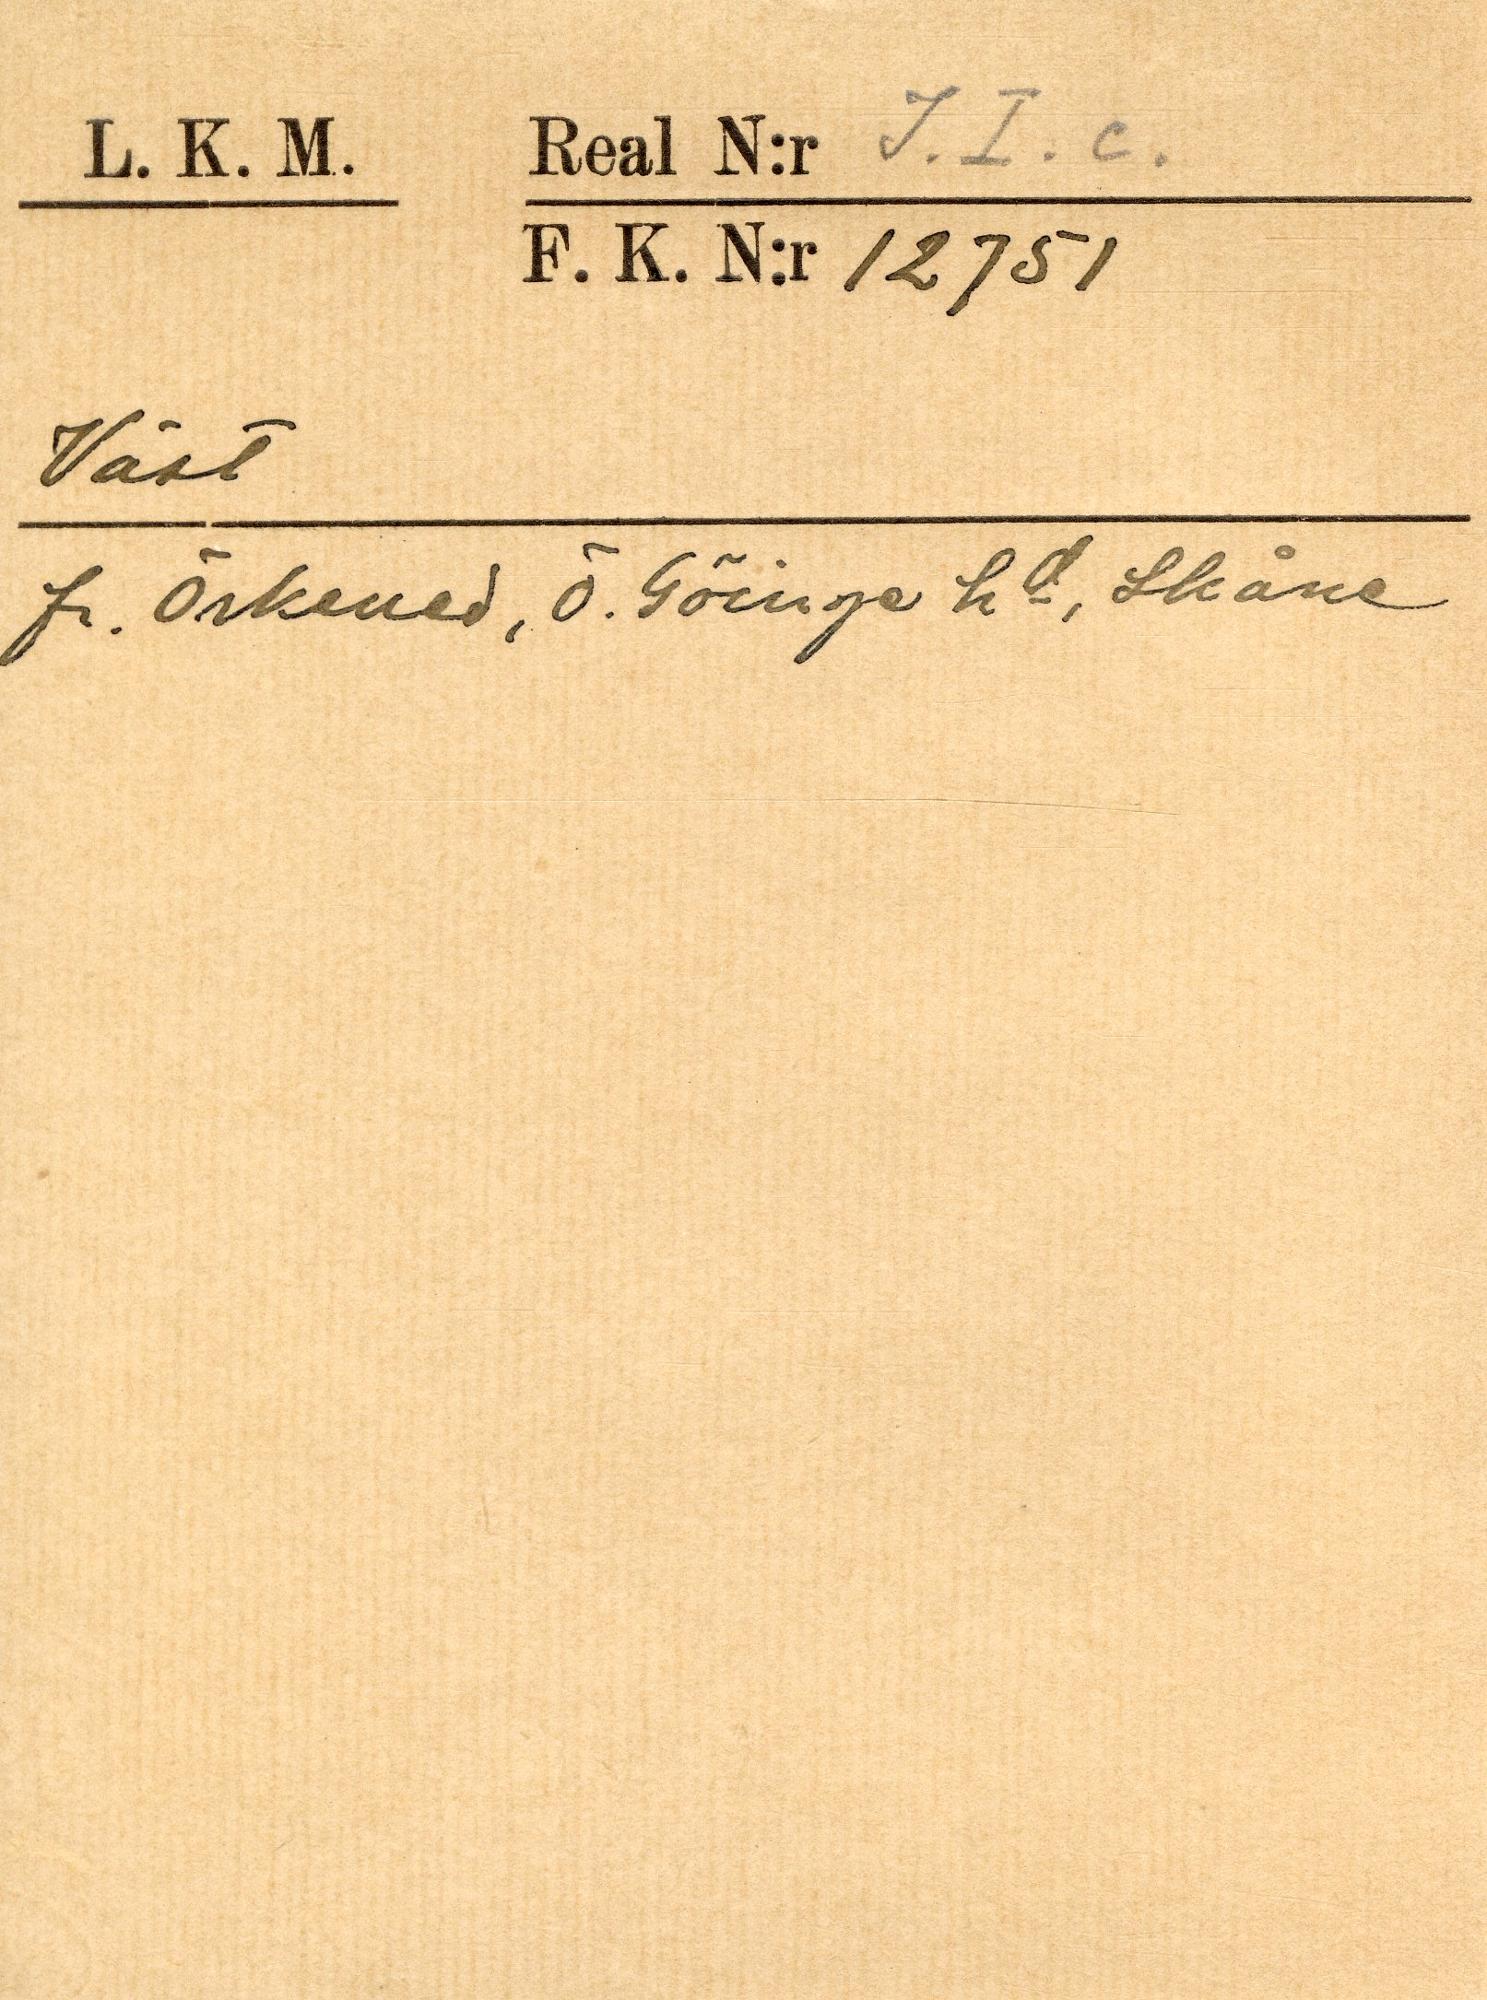 L. K. M. Real N:r J. I. c.
F. K. N:r 12751
Väst
fr. Örkened, Ö. Göinge hd, Skåne